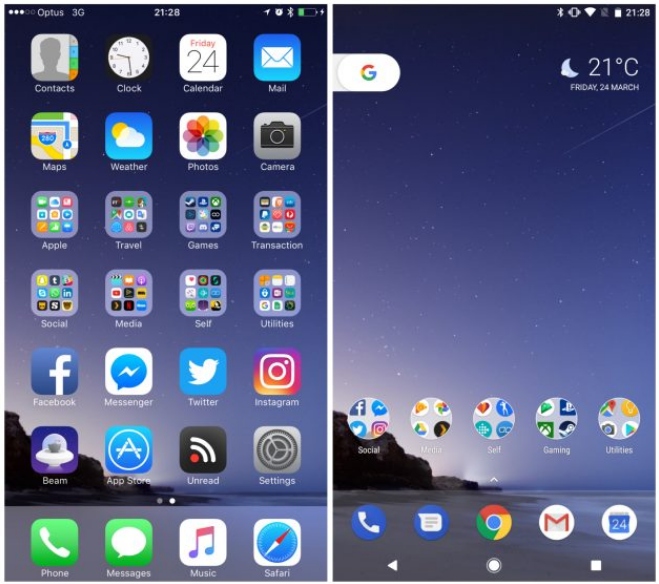 Optus 3G 21:28
Friday
24
Contacts Clock Calendar Mail
280
Maps Weather Photos Camera
Apple Travel Games Transaction
Social Media Self Utilities
Facebook Messenger Twitter Instagram
Beam App Store Unread Settings
Phone Messages Music Safari
21:28
G
21°C
FRIDAY, 24 MARCH
Social Media Self Gaming Utilities
24